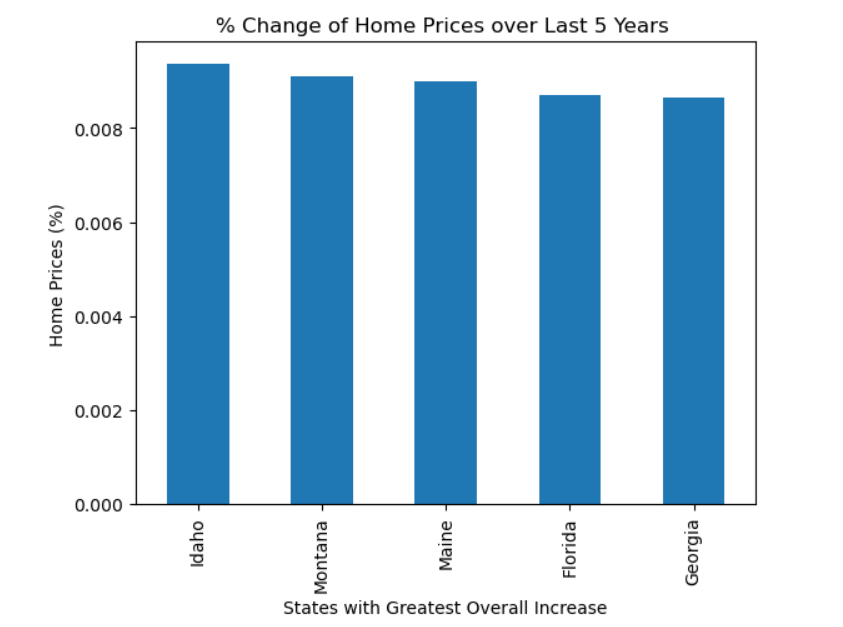 % Change of Home Prices over Last 5 Years
Home Prices (%)
0.008
0.006
0.004
0.002
0.000
Idaho
Montana
Maine
Florida
Georgia
States with Greatest Overall Increase